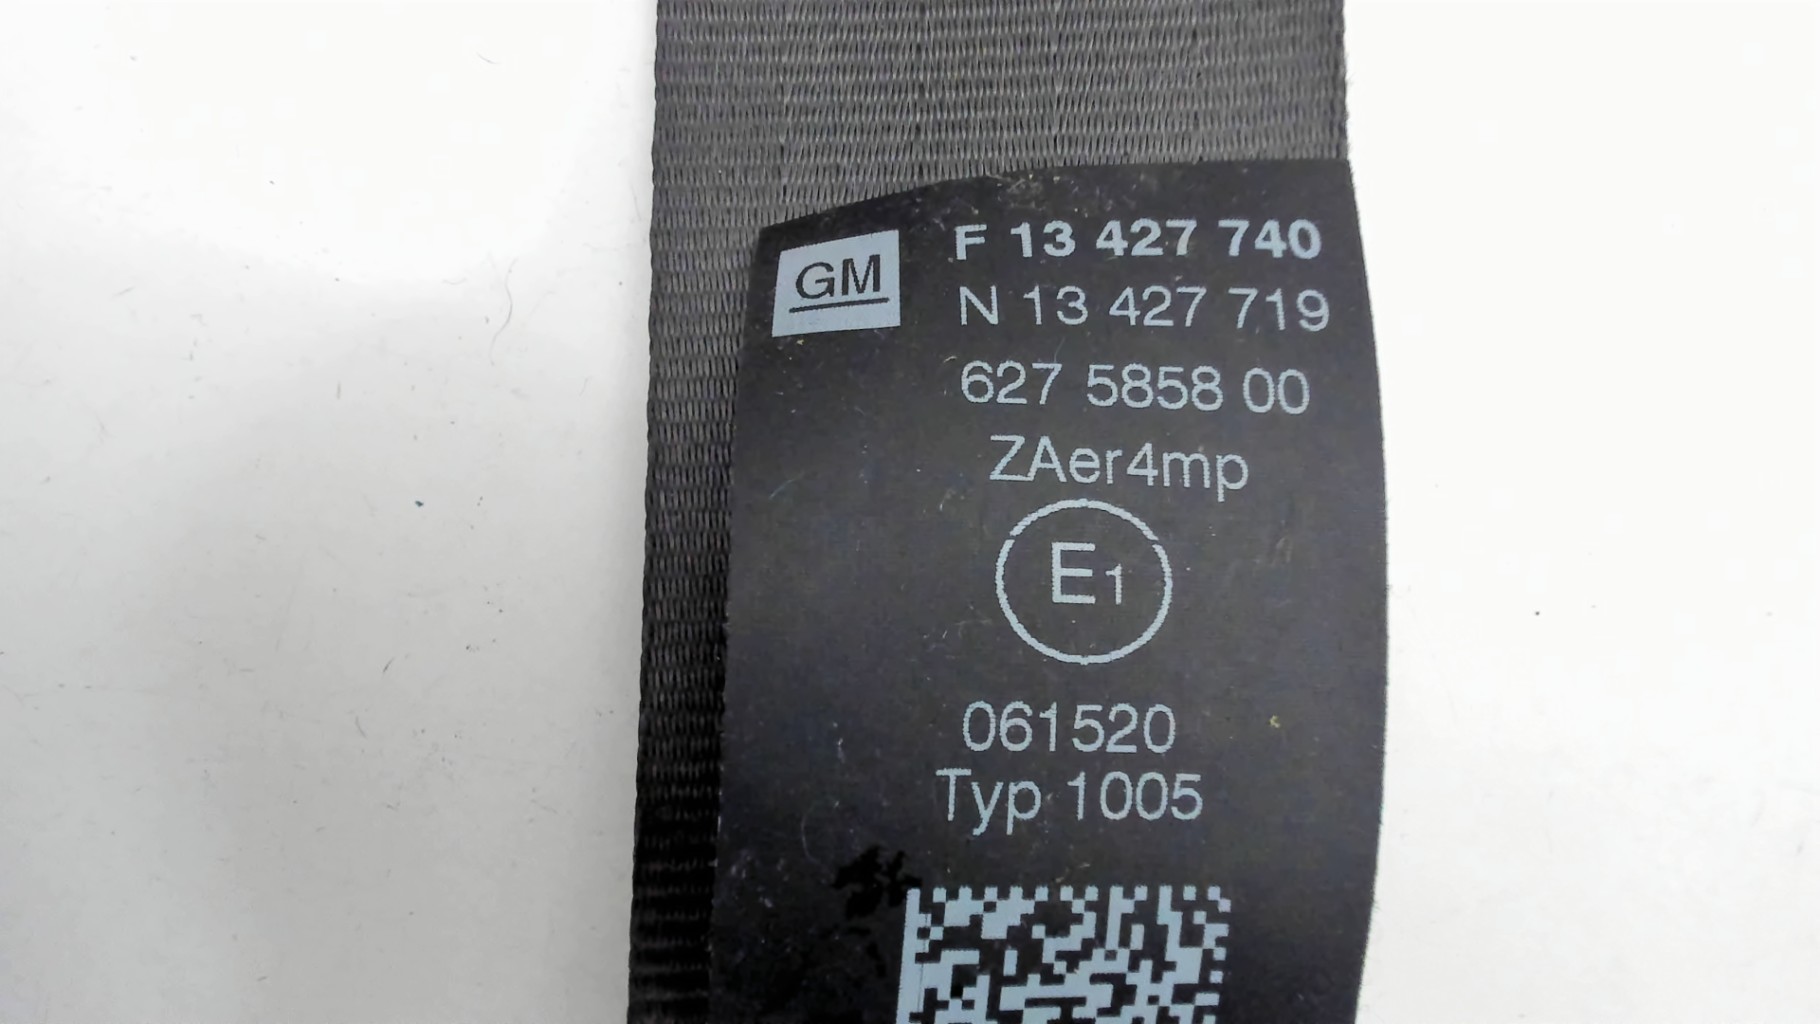 GM
F 13 427 740
N 13 427 719
627 5858 00
ZAer4mp
E1
061520
Typ 1005